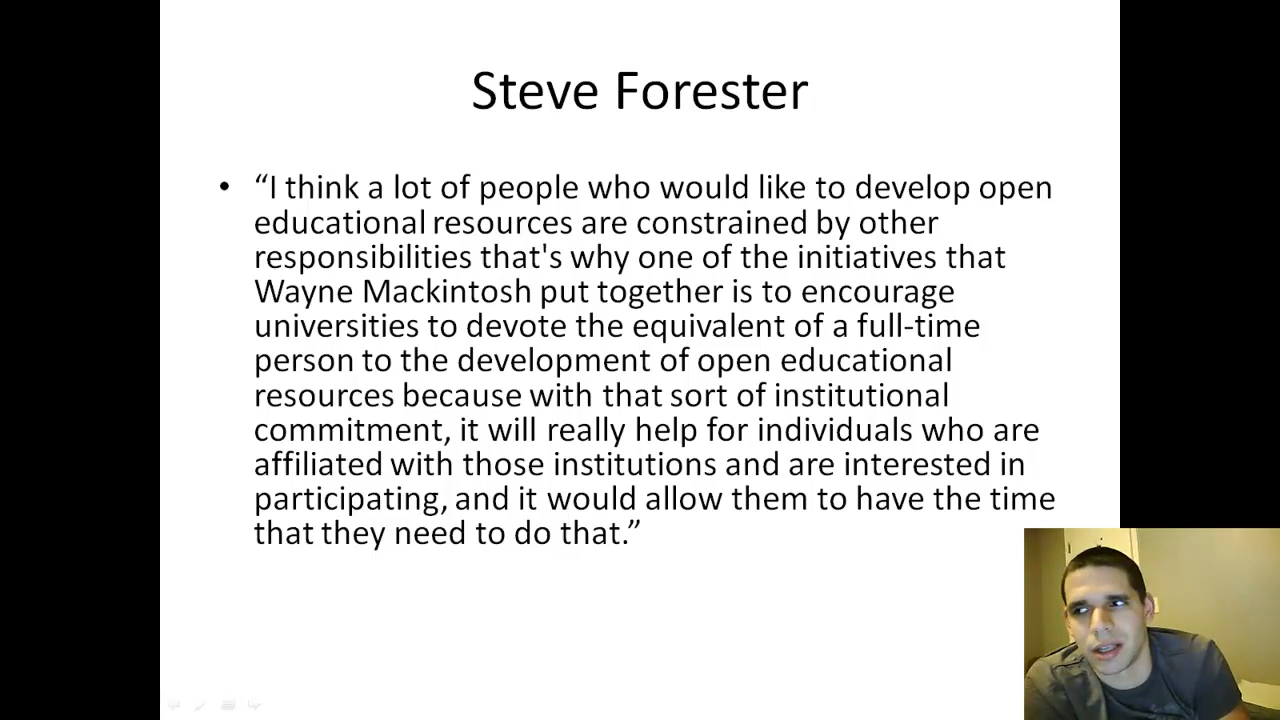 Steve Forester
• “I think a lot of people who would like to develop open
educational resources are constrained by other
responsibilities that's why one of the initiatives that
Wayne Mackintosh put together is to encourage
universities to devote the equivalent of a full-time
person to the development of open educational
resources because with that sort of institutional
commitment, it will really help for individuals who are
affiliated with those institutions and are interested in
participating, and it would allow them to have the time
that they need to do that.”